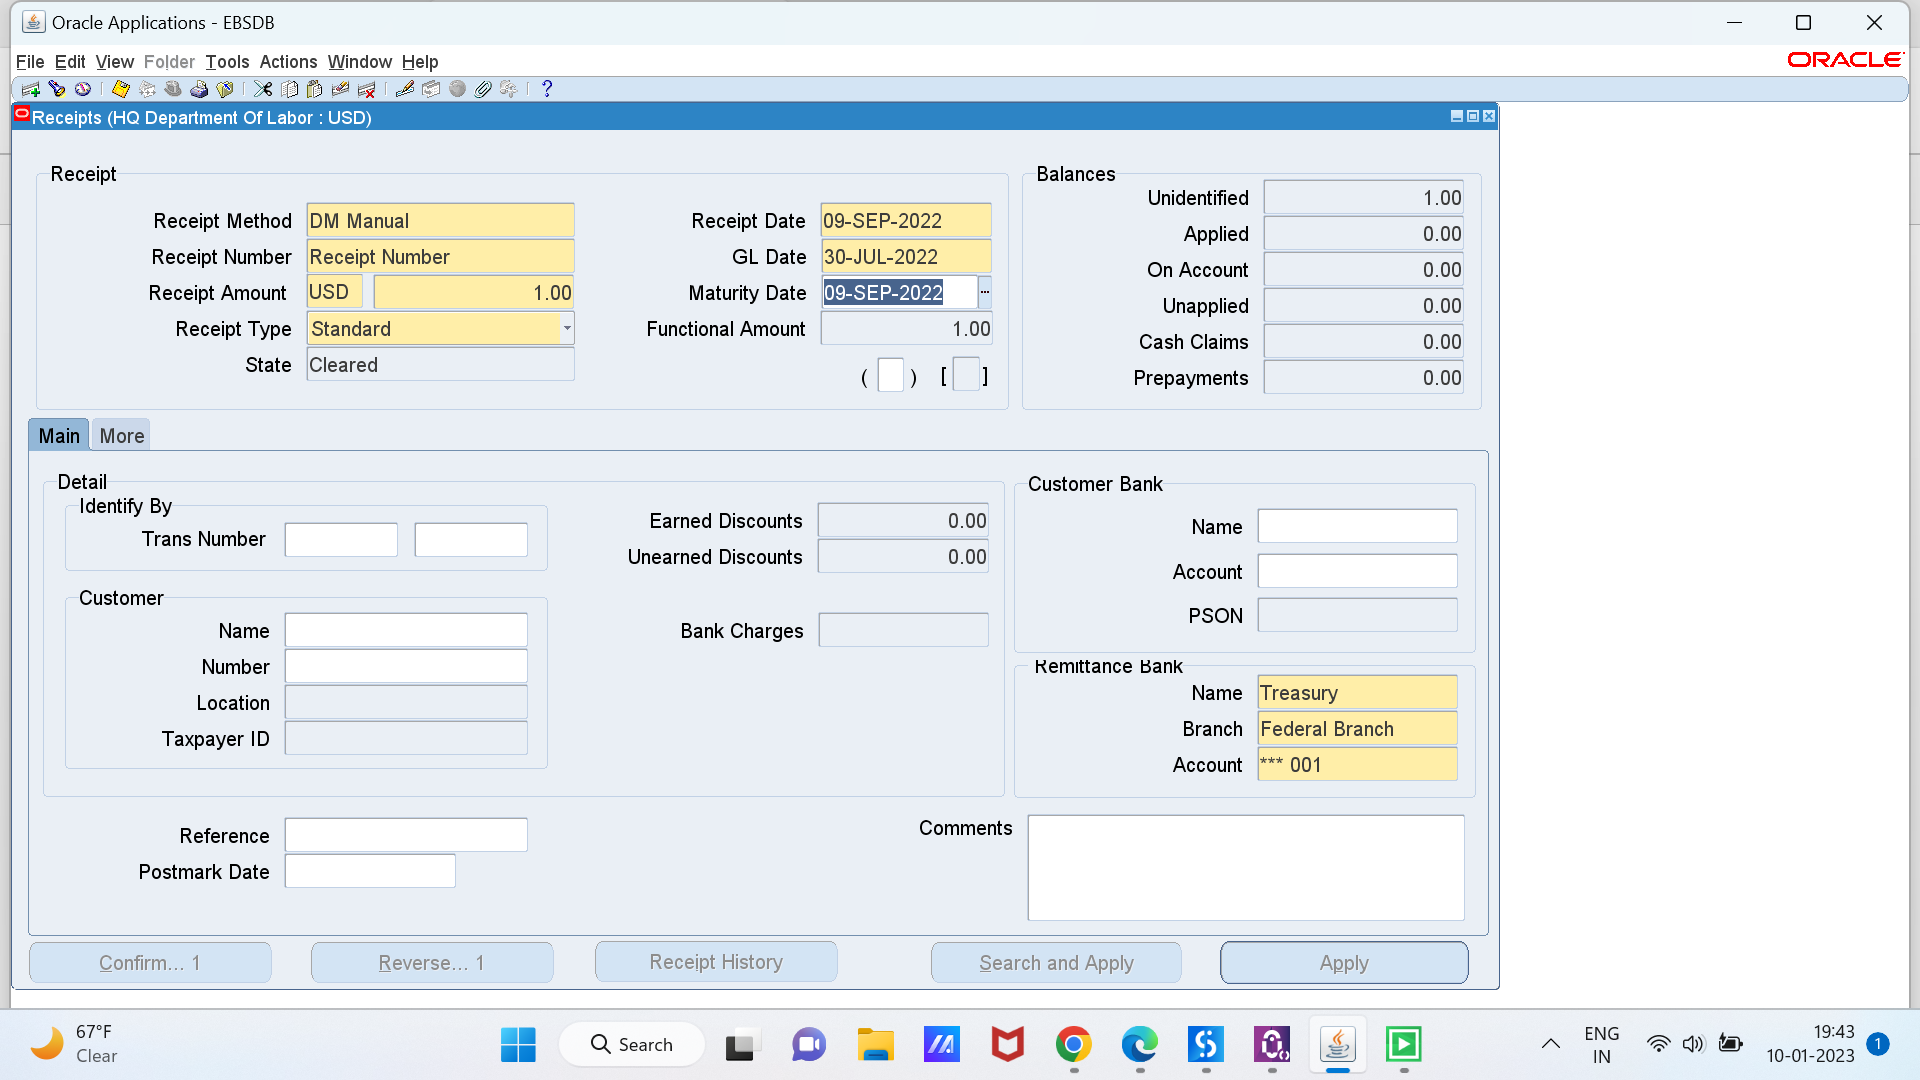 Oracle Applications - EBSDB
File Edit View Folder Tools Actions Window Help
ORACLE
Receipts (HQ Department Of Labor : USD)
Receipt
Receipt Method DM Manual
Receipt Number Receipt Number
Receipt Amount USD 1.00
Receipt Type Standard
State Cleared
Receipt Date 09-SEP-2022
GL Date 30-JUL-2022
Maturity Date 09-SEP-2022 ...
Functional Amount 1.00
( ) [ ]
Balances
Unidentified 1.00
Applied 0.00
On Account 0.00
Unapplied 0.00
Cash Claims 0.00
Prepayments 0.00
Main More
Detail
Identify By
Trans Number
Customer
Name
Number
Location
Taxpayer ID
Earned Discounts 0.00
Unearned Discounts 0.00
Bank Charges
Customer Bank
Name
Account
PSON
Remittance Bank
Name Treasury
Branch Federal Branch
Account *** 001
Reference
Postmark Date
Comments
Confirm... 1 Reverse... 1 Receipt History Search and Apply Apply
67°F
Clear
Search
ENG
IN
19:43
10-01-2023
1